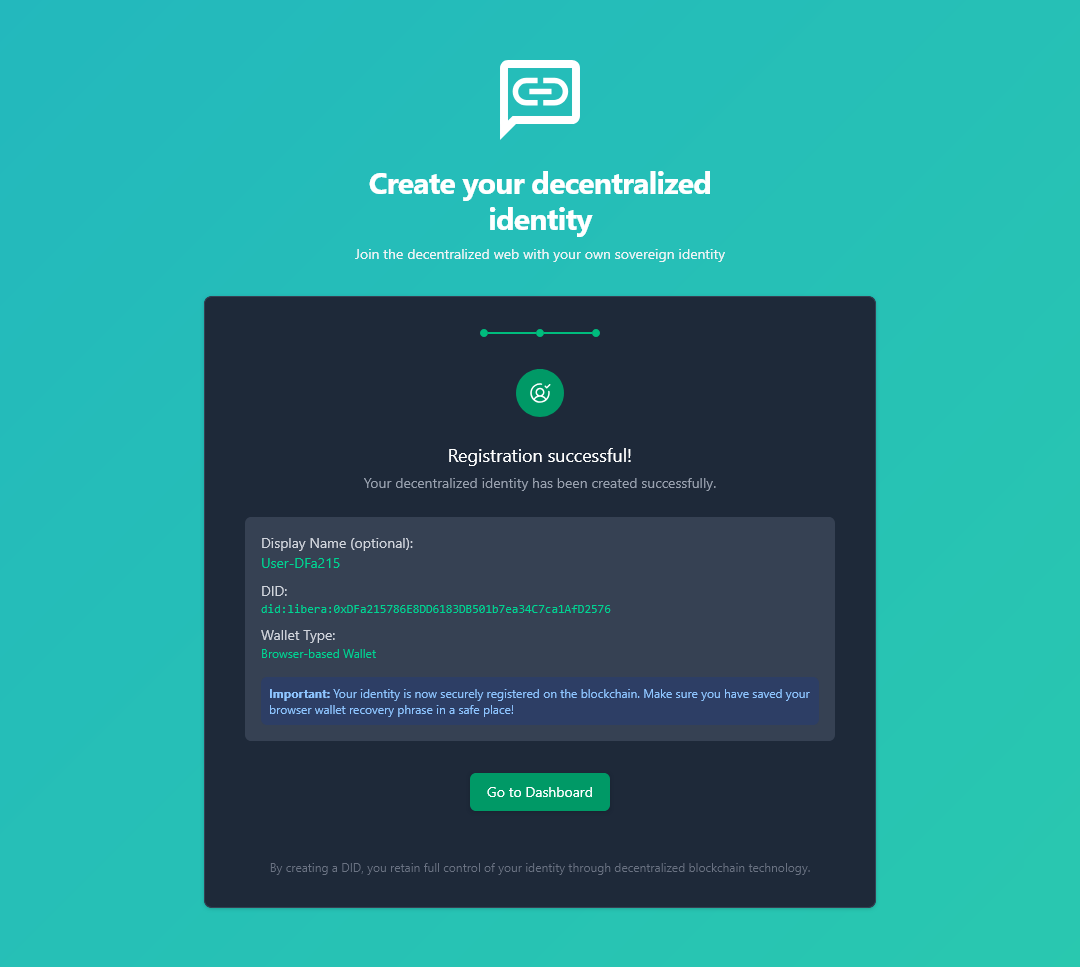 Create your decentralized
identity
Join the decentralized web with your own sovereign identity
Registration successful!
Your decentralized identity has been created successfully.
Display Name (optional):
User-DFa215
DID:
did:libera:0xDFa215786E8DD6183DB501b7ea34C7ca1AfD2576
Wallet Type:
Browser-based Wallet
Important: Your identity is now securely registered on the blockchain. Make sure you have saved your
browser wallet recovery phrase in a safe place!
Go to Dashboard
By creating a DID, you retain full control of your identity through decentralized blockchain technology.